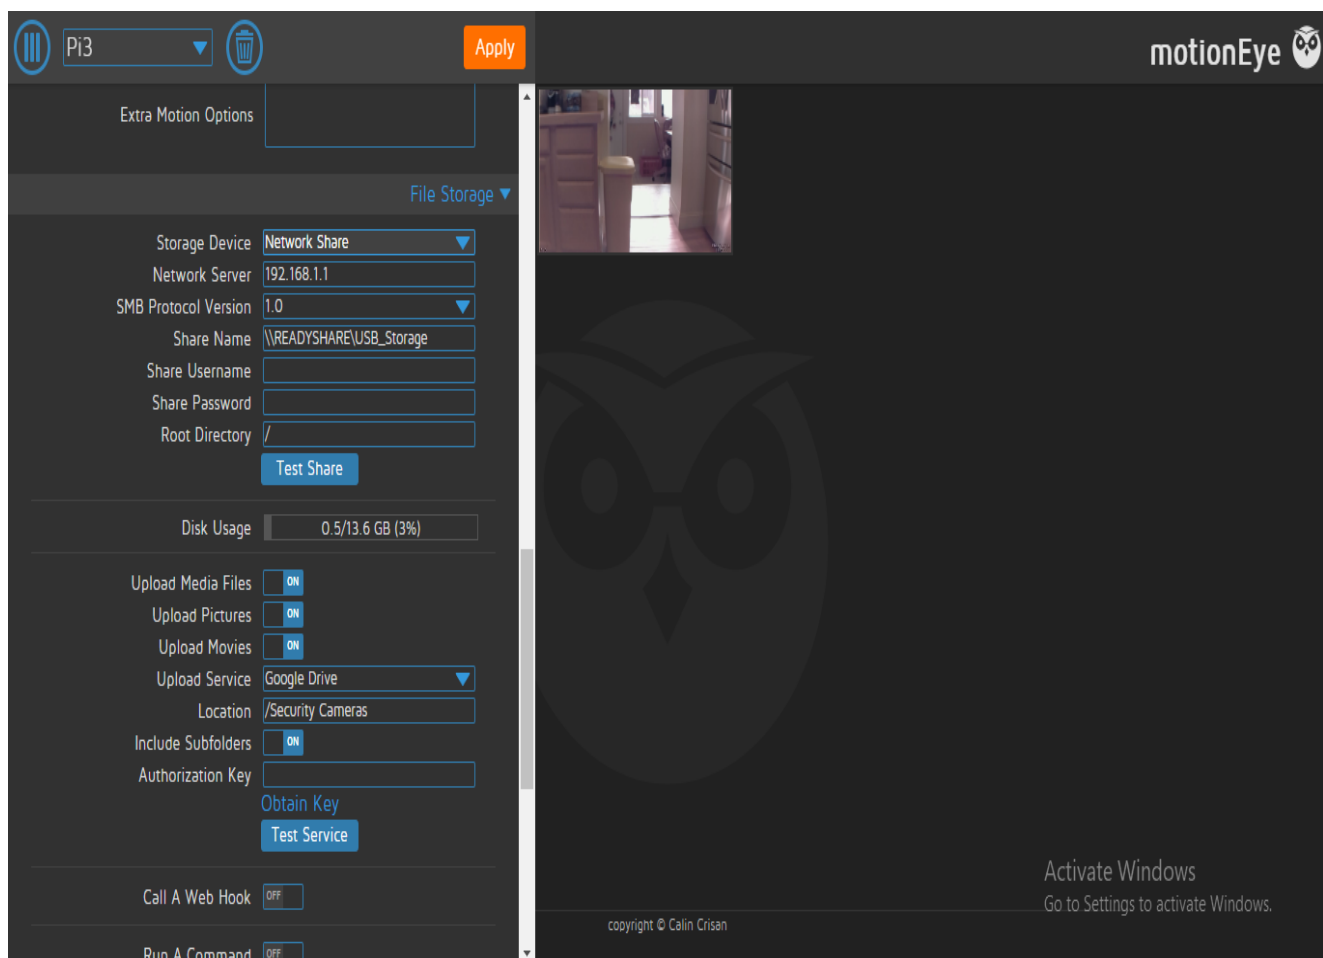 Pi3
Apply
motionEye
Extra Motion Options
File Storage
Storage Device Network Share
Network Server 192.168.1.1
SMB Protocol Version 1.0
Share Name \\READYSHARE\USB_Storage
Share Username
Share Password
Root Directory /
Test Share
Disk Usage 0.5/13.6 GB (3%)
Upload Media Files ON
Upload Pictures ON
Upload Movies ON
Upload Service Google Drive
Location /Security Cameras
Include Subfolders ON
Authorization Key
Obtain Key
Test Service
Call A Web Hook OFF
Run A Command OFF
Activate Windows
Go to Settings to activate Windows.
copyright © Calin Crisan